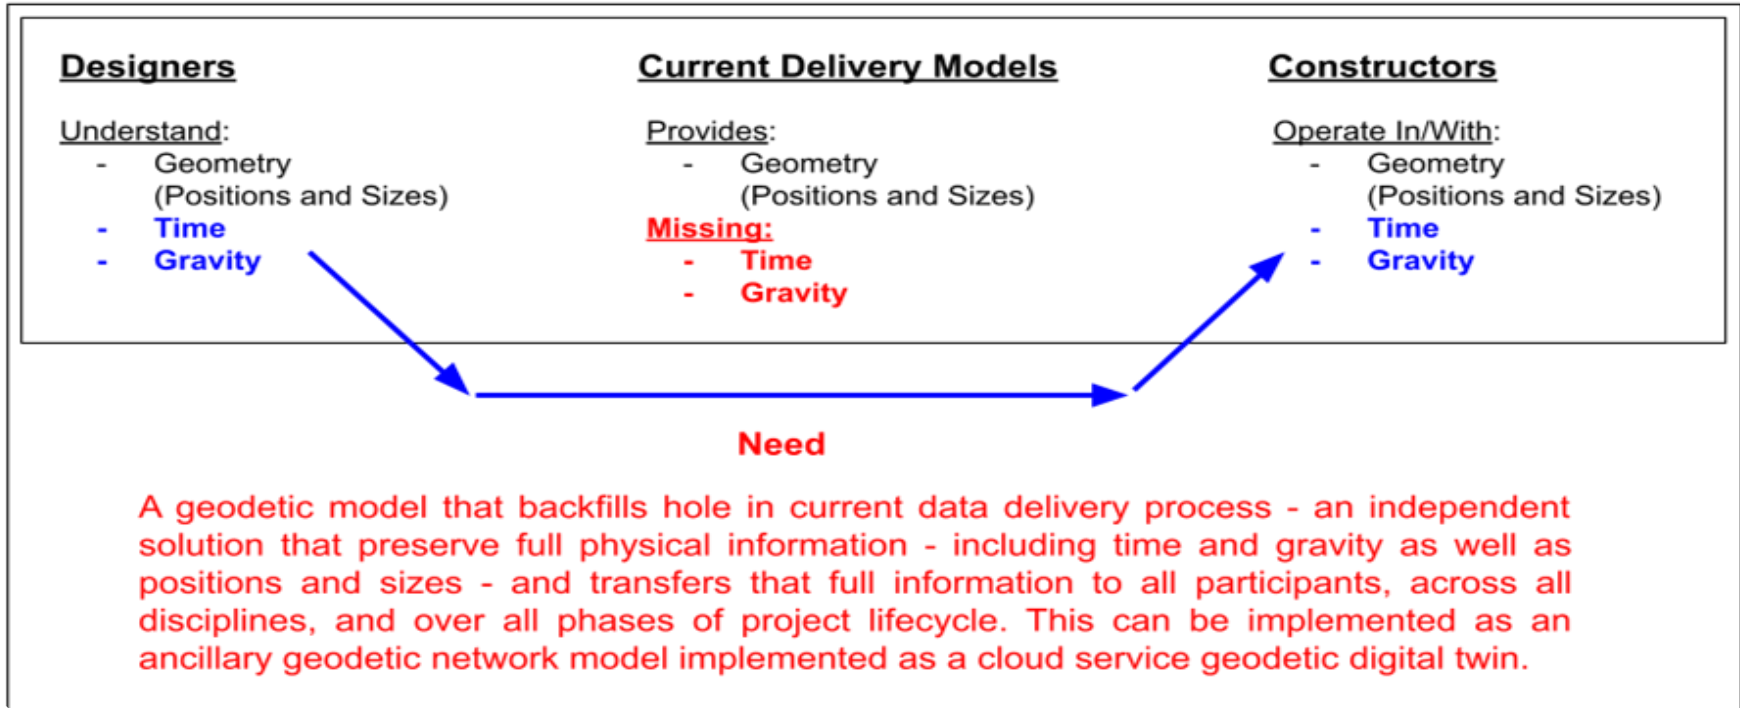 Designers
Understand:
- Geometry
(Positions and Sizes)
- Time
- Gravity
Current Delivery Models
Provides:
- Geometry
(Positions and Sizes)
Missing:
- Time
- Gravity
Constructors
Operate In/With:
- Geometry
(Positions and Sizes)
- Time
- Gravity
Need
A geodetic model that backfills hole in current data delivery process - an independent
solution that preserve full physical information - including time and gravity as well as
positions and sizes - and transfers that full information to all participants, across all
disciplines, and over all phases of project lifecycle. This can be implemented as an
ancillary geodetic network model implemented as a cloud service geodetic digital twin.